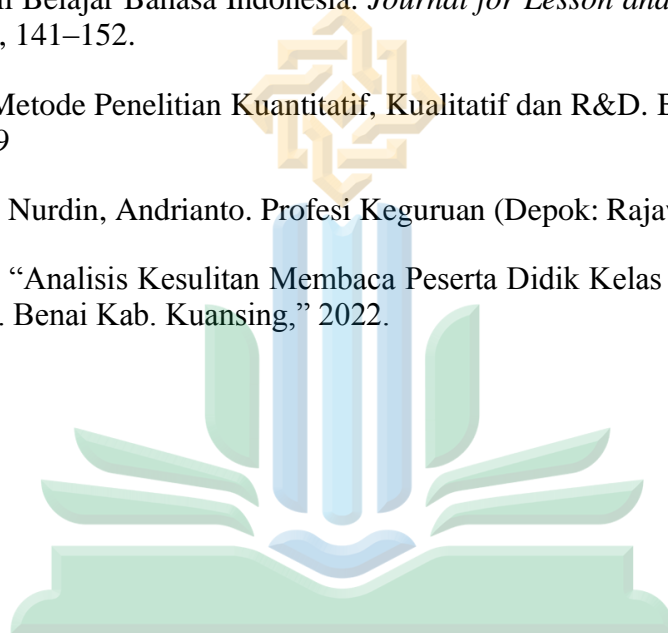 Belajar Bahasa Indonesia. Journal for Lesson and
, 141–152.
Metode Penelitian Kuantitatif, Kualitatif dan R&D.
9
Nurdin, Andrianto. Profesi Keguruan (Depok:
“Analisis Kesulitan Membaca Peserta Didik Kelas
. Benai Kab. Kuansing,” 2022.